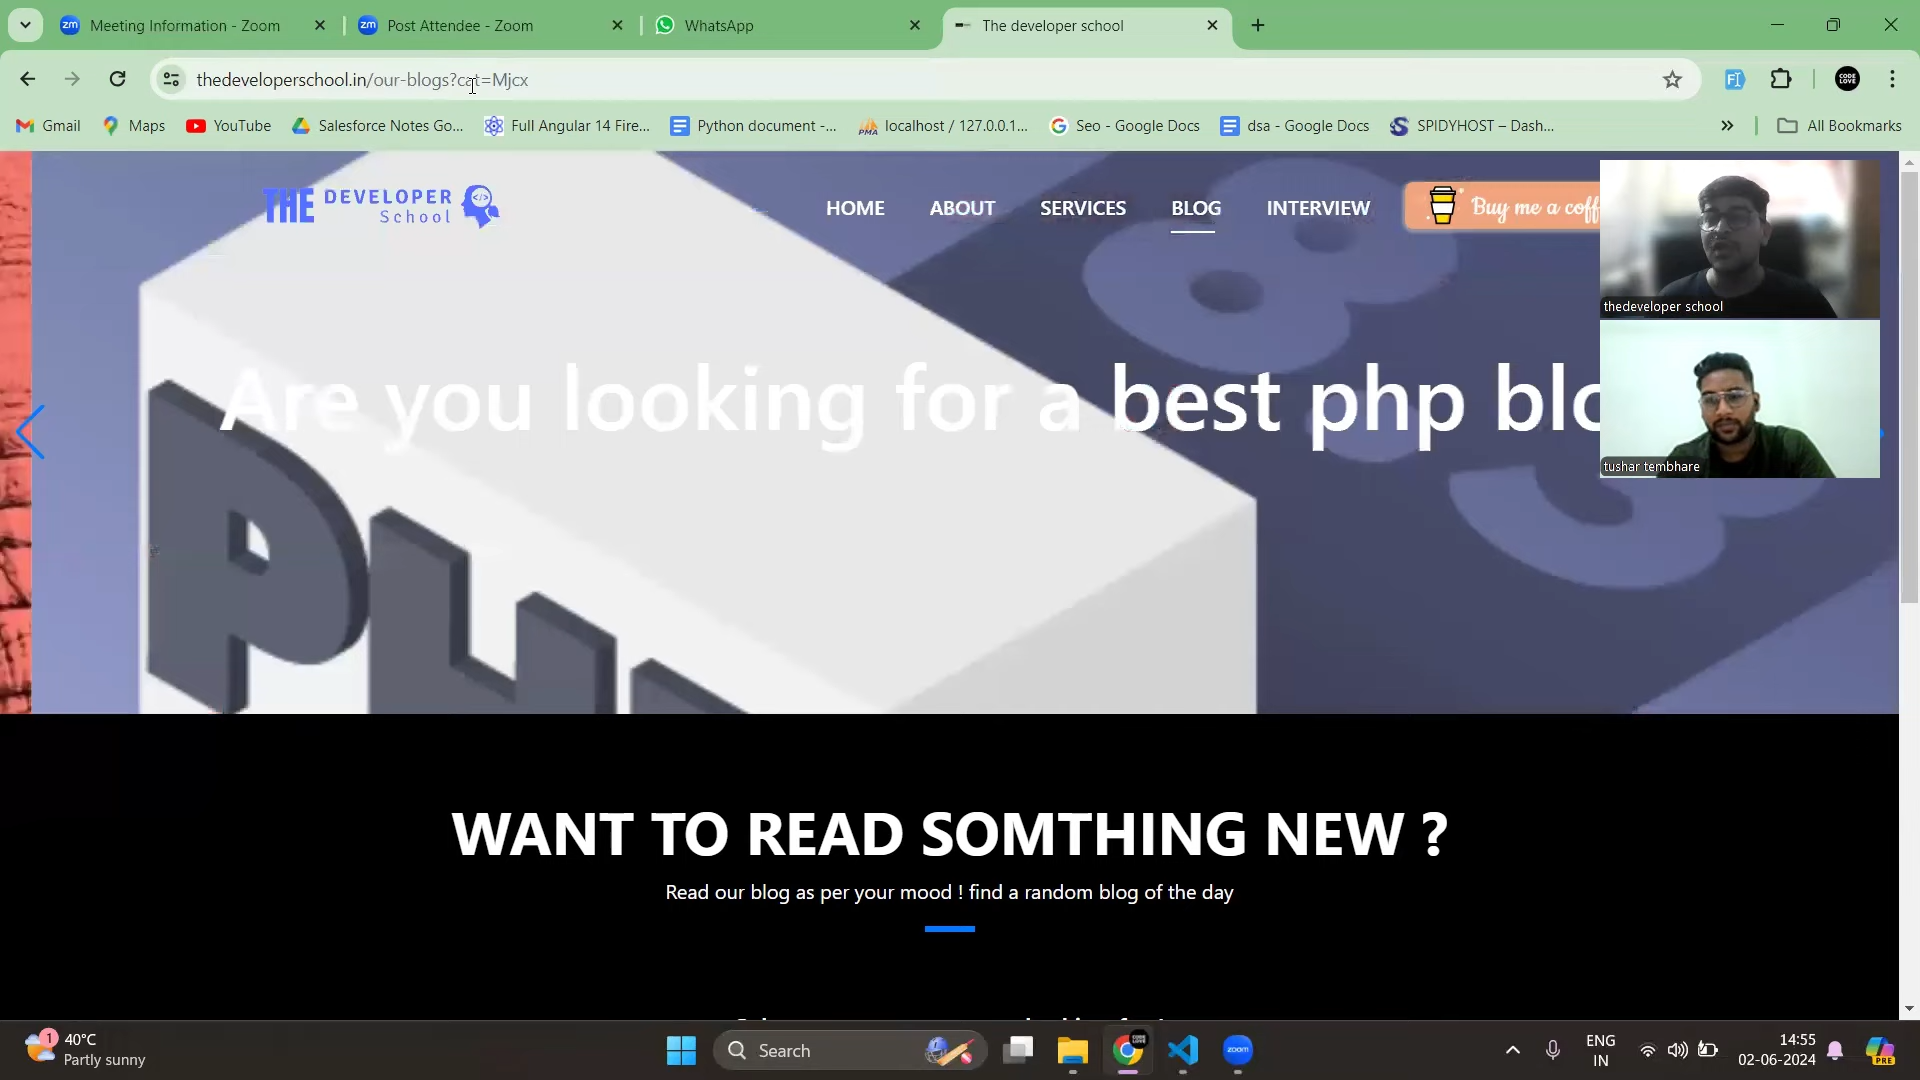 Meeting Information - Zoom
Post Attendee - Zoom
WhatsApp
The developer school
thedeveloperschool.in/our-blogs?cat=Mjcx
Gmail
Maps
YouTube
Salesforce Notes Go...
Full Angular 14 Fire...
Python document -...
localhost / 127.0.0.1...
Seo - Google Docs
dsa - Google Docs
SPIDYHOST – Dash...
All Bookmarks
THE DEVELOPER School
HOME
ABOUT
SERVICES
BLOG
INTERVIEW
Buy me a coff
thedeveloper school
tushar tembhare
Are you looking for a best php blo
WANT TO READ SOMTHING NEW ?
Read our blog as per your mood ! find a random blog of the day
1
40°C
Partly sunny
Search
zoom
ENG
IN
14:55
02-06-2024
PRE